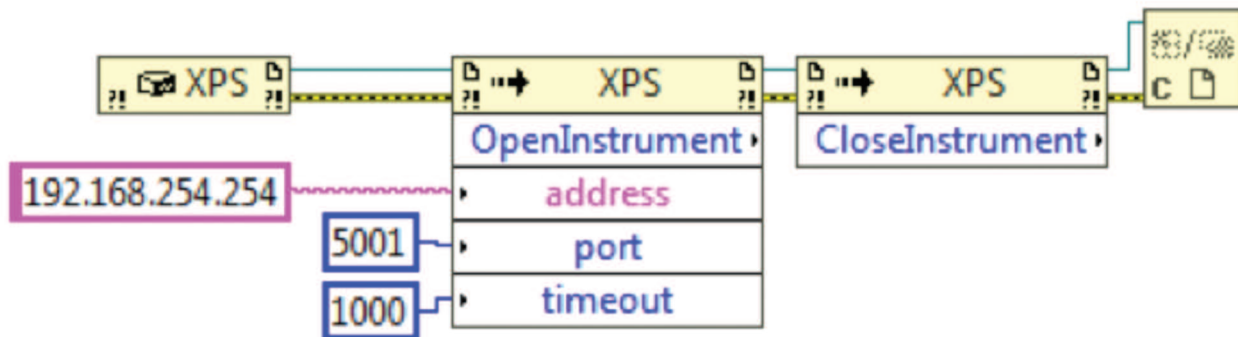 XPS
?!
?!
XPS
?!
?!
OpenInstrument
address
port
timeout
192.168.254.254
5001
1000
XPS
?!
?!
CloseInstrument
C